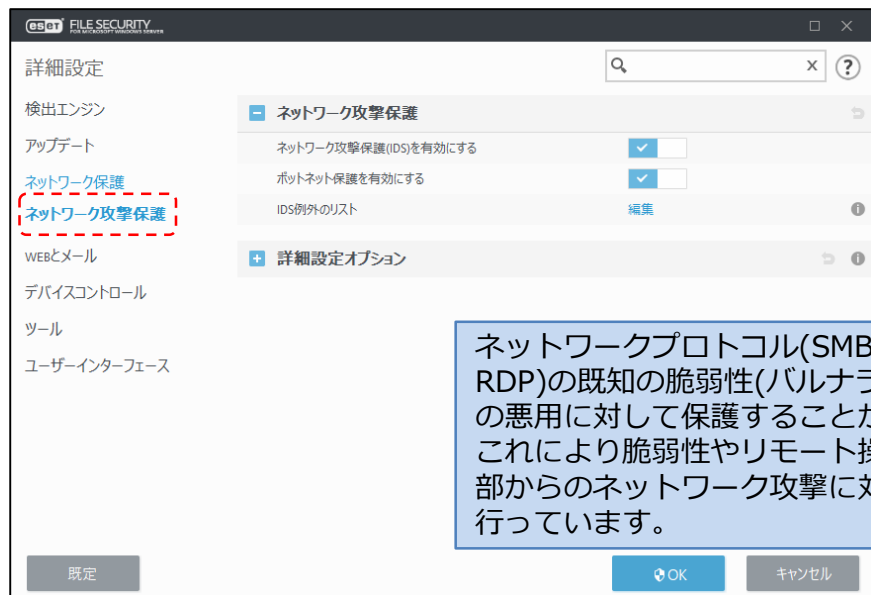 eset FILE SECURITY
FOR MICROSOFT WINDOWS SERVER
詳細設定
検出エンジン
アップデート
ネットワーク保護
ネットワーク攻撃保護
WEBとメール
デバイスコントロール
ツール
ユーザーインターフェース
ネットワーク攻撃保護
ネットワーク攻撃保護(IDS)を有効にする
ボットネット保護を有効にする
IDS例外のリスト 編集
詳細設定オプション
ネットワークプロトコル(SMB
RDP)の既知の脆弱性(バルナラ
の悪用に対して保護することが
これにより脆弱性やリモート操
部からのネットワーク攻撃に対
行っています。
既定
OK
キャンセル